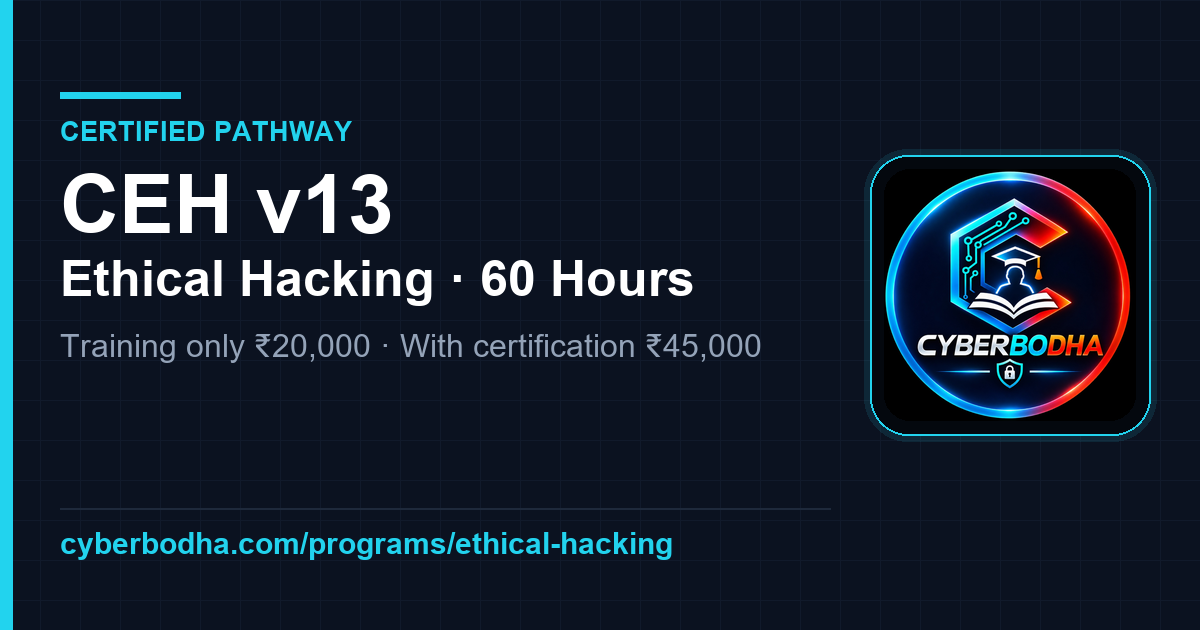 CERTIFIED PATHWAY
CEH v13
Ethical Hacking · 60 Hours
Training only ₹20,000 · With certification ₹45,000
CYBERBODHA
cyberbodha.com/programs/ethical-hacking